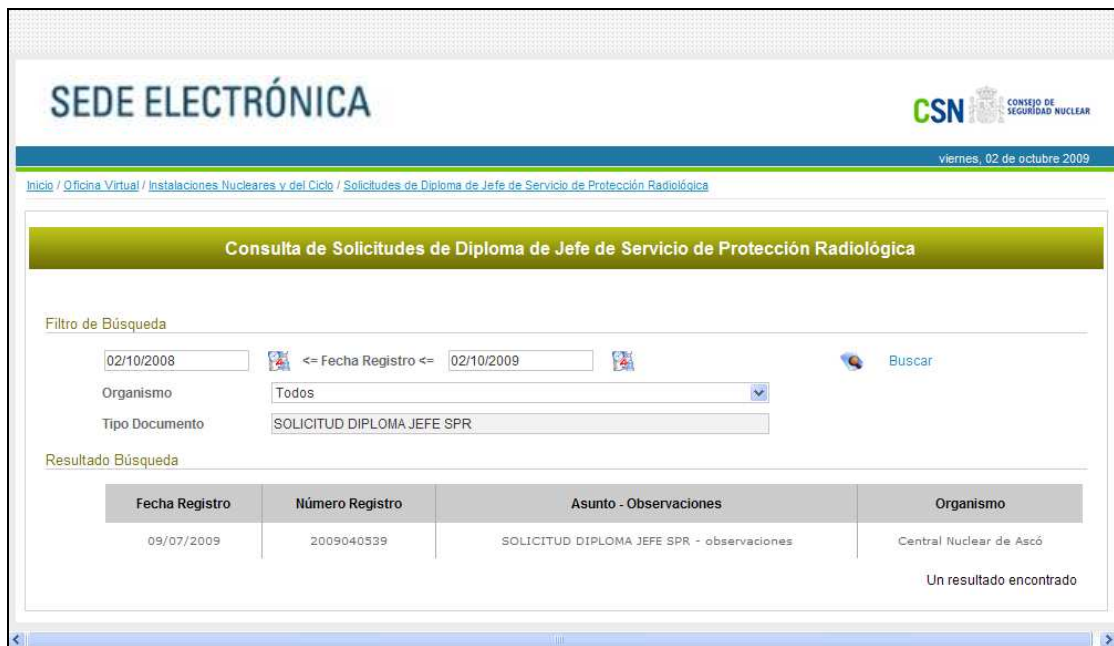 SEDE ELECTRÓNICA
CSN CONSEJO DE
SEGURIDAD NUCLEAR
viernes, 02 de octubre 2009
Inicio / Oficina Virtual / Instalaciones Nucleares y del Ciclo / Solicitudes de Diploma de Jefe de Servicio de Protección Radiológica
Consulta de Solicitudes de Diploma de Jefe de Servicio de Protección Radiológica
Filtro de Búsqueda
02/10/2008 <= Fecha Registro <= 02/10/2009 Buscar
Organismo Todos
Tipo Documento SOLICITUD DIPLOMA JEFE SPR
Resultado Búsqueda
Fecha Registro Número Registro Asunto - Observaciones Organismo
09/07/2009 2009040539 SOLICITUD DIPLOMA JEFE SPR - observaciones Central Nuclear de Ascó
Un resultado encontrado